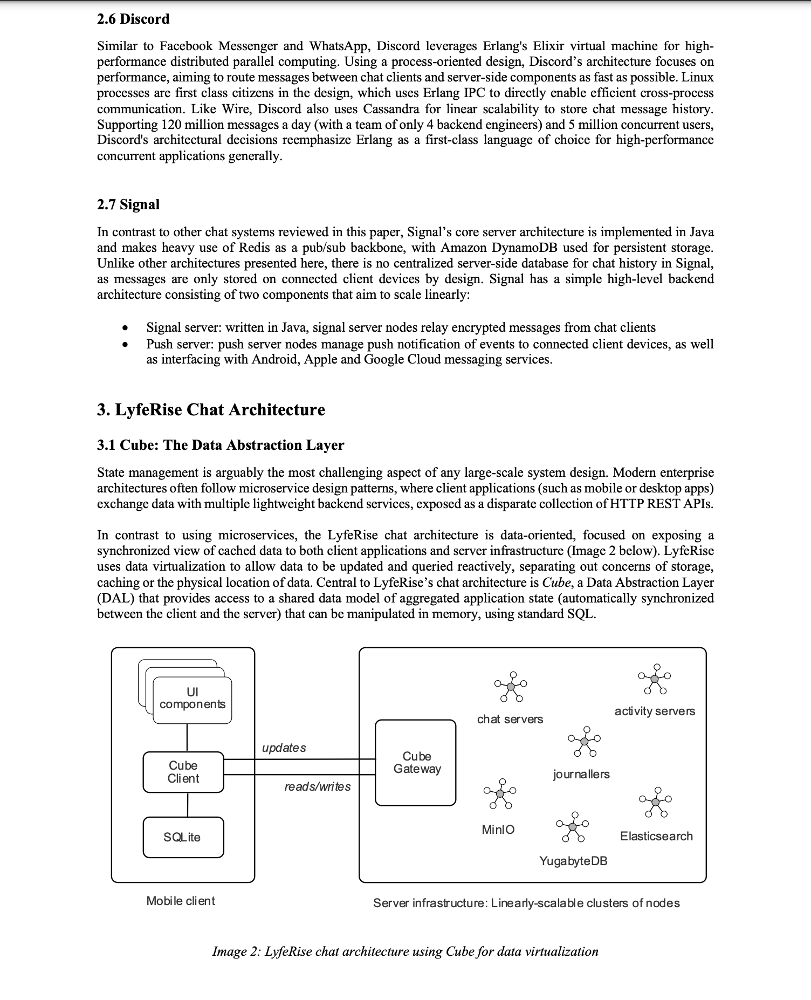 2.6 Discord
Similar to Facebook Messenger and WhatsApp, Discord leverages Erlang's Elixir virtual machine for high-
performance distributed parallel computing. Using a process-oriented design, Discord’s architecture focuses on
performance, aiming to route messages between chat clients and server-side components as fast as possible. Linux
processes are first class citizens in the design, which uses Erlang IPC to directly enable efficient cross-process
communication. Like Wire, Discord also uses Cassandra for linear scalability to store chat message history.
Supporting 120 million messages a day (with a team of only 4 backend engineers) and 5 million concurrent users,
Discord's architectural decisions reemphasize Erlang as a first-class language of choice for high-performance
concurrent applications generally.
2.7 Signal
In contrast to other chat systems reviewed in this paper, Signal’s core server architecture is implemented in Java
and makes heavy use of Redis as a pub/sub backbone, with Amazon DynamoDB used for persistent storage.
Unlike other architectures presented here, there is no centralized server-side database for chat history in Signal,
as messages are only stored on connected client devices by design. Signal has a simple high-level backend
architecture consisting of two components that aim to scale linearly:
• Signal server: written in Java, signal server nodes relay encrypted messages from chat clients
• Push server: push server nodes manage push notification of events to connected client devices, as well
as interfacing with Android, Apple and Google Cloud messaging services.
3. LyfeRise Chat Architecture
3.1 Cube: The Data Abstraction Layer
State management is arguably the most challenging aspect of any large-scale system design. Modern enterprise
architectures often follow microservice design patterns, where client applications (such as mobile or desktop apps)
exchange data with multiple lightweight backend services, exposed as a disparate collection of HTTP REST APIs.
In contrast to using microservices, the LyfeRise chat architecture is data-oriented, focused on exposing a
synchronized view of cached data to both client applications and server infrastructure (Image 2 below). LyfeRise
uses data virtualization to allow data to be updated and queried reactively, separating out concerns of storage,
caching or the physical location of data. Central to LyfeRise’s chat architecture is Cube, a Data Abstraction Layer
(DAL) that provides access to a shared data model of aggregated application state (automatically synchronized
between the client and the server) that can be manipulated in memory, using standard SQL.
UI
components
Cube
Client
SQLite
Mobile client
updates
reads/writes
Cube
Gateway
chat servers
activity servers
journallers
MinIO
Elasticsearch
YugabyteDB
Server infrastructure: Linearly-scalable clusters of nodes
Image 2: LyfeRise chat architecture using Cube for data virtualization